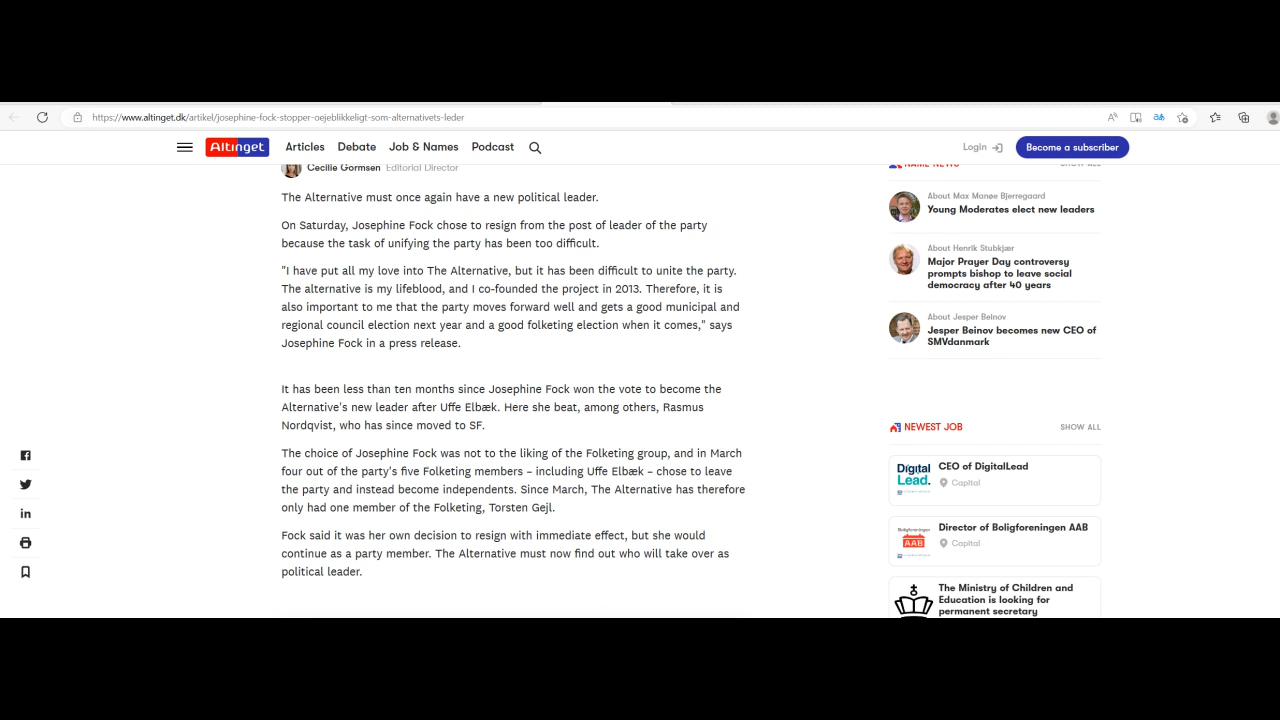 https://www.altinget.dk/artikel/josephine-fock-stopper-oejeblikkeligt-som-alternativets-leder
Altinget
Articles
Debate
Job & Names
Podcast
Login
Become a subscriber
Cecilie Gormsen Editorial Director
The Alternative must once again have a new political leader.
On Saturday, Josephine Fock chose to resign from the post of leader of the party
because the task of unifying the party has been too difficult.
"I have put all my love into The Alternative, but it has been difficult to unite the party.
The alternative is my lifeblood, and I co-founded the project in 2013. Therefore, it is
also important to me that the party moves forward well and gets a good municipal and
regional council election next year and a good folketing election when it comes," says
Josephine Fock in a press release.
It has been less than ten months since Josephine Fock won the vote to become the
Alternative's new leader after Uffe Elbæk. Here she beat, among others, Rasmus
Nordqvist, who has since moved to SF.
The choice of Josephine Fock was not to the liking of the Folketing group, and in March
four out of the party's five Folketing members – including Uffe Elbæk – chose to leave
the party and instead become independents. Since March, The Alternative has therefore
only had one member of the Folketing, Torsten Gejl.
Fock said it was her own decision to resign with immediate effect, but she would
continue as a party member. The Alternative must now find out who will take over as
political leader.
NAME NEWS
SHOW ALL
About Max Manøe Bjerregaard
Young Moderates elect new leaders
About Henrik Stubkjær
Major Prayer Day controversy
prompts bishop to leave social
democracy after 40 years
About Jesper Beinov
Jesper Beinov becomes new CEO of
SMVdanmark
NEWEST JOB
SHOW ALL
Digital
Lead.
CEO of DigitalLead
Capital
Boligforeningen
AAB
Director of Boligforeningen AAB
Capital
The Ministry of Children and
Education is looking for
permanent secretary